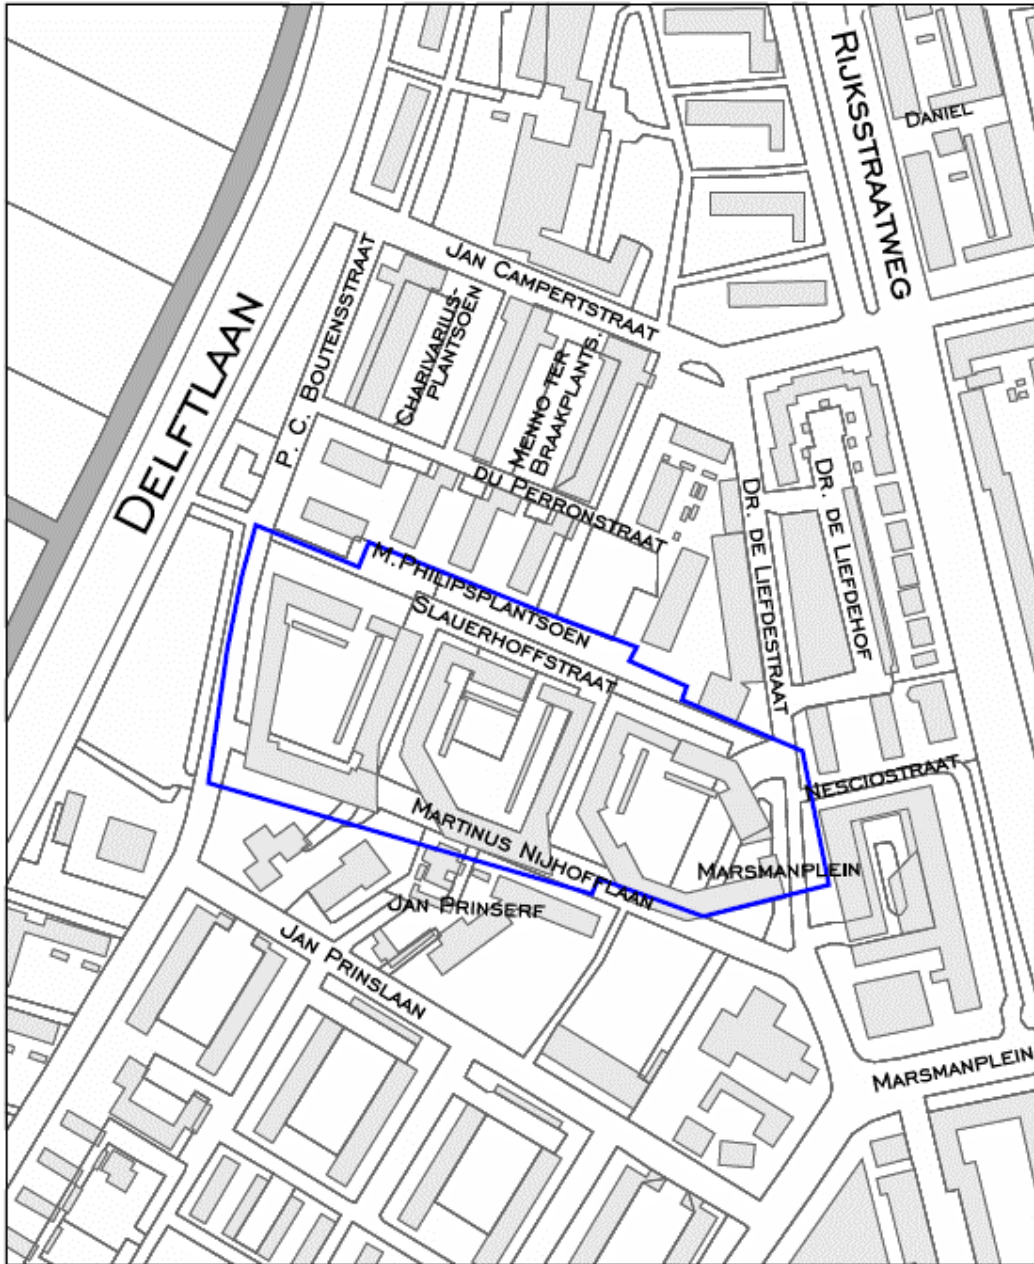 RIJKSSTRAATWEG
DANIEL
JAN CAMPERTSTRAAT
DELFTLAAN
P. C. BOUTENSSTRAAT
CHARIVARIUS-
PLANTSOEN
MENNO TER
BRAAKPLANTS.
DU PERRONSTRAAT
DR. DE LIEFDESTRAAT
DR. DE LIEFDEHOF
M. PHILIPSPLANTSOEN
SLAUERHOFFSTRAAT
NESCIOSTRAAT
MARTINUS NIJHOFFLAAN
MARSMANPLEIN
JAN PRINSERF
JAN PRINSLAAN
MARSMANPLEIN